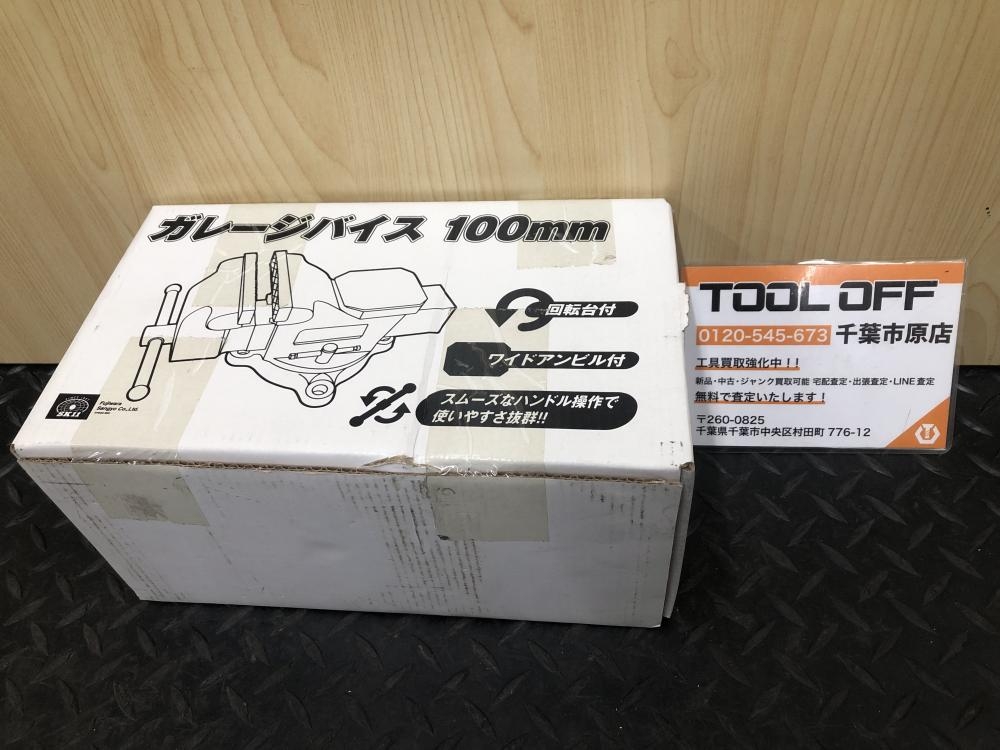 ガレージバイス 100mm
回転台付
ワイドアンビル付
スムーズなハンドル操作で
使いやすさ抜群!!
SK11
Fujiwara
Sangyo Co.,Ltd.
TOOL OFF
0120-545-673 千葉市原店
工具買取強化中!!
新品・中古・ジャンク買取可能 宅配査定・出張査定・LINE査定
無料で査定いたします!
〒260-0825
千葉県千葉市中央区村田町 776-12